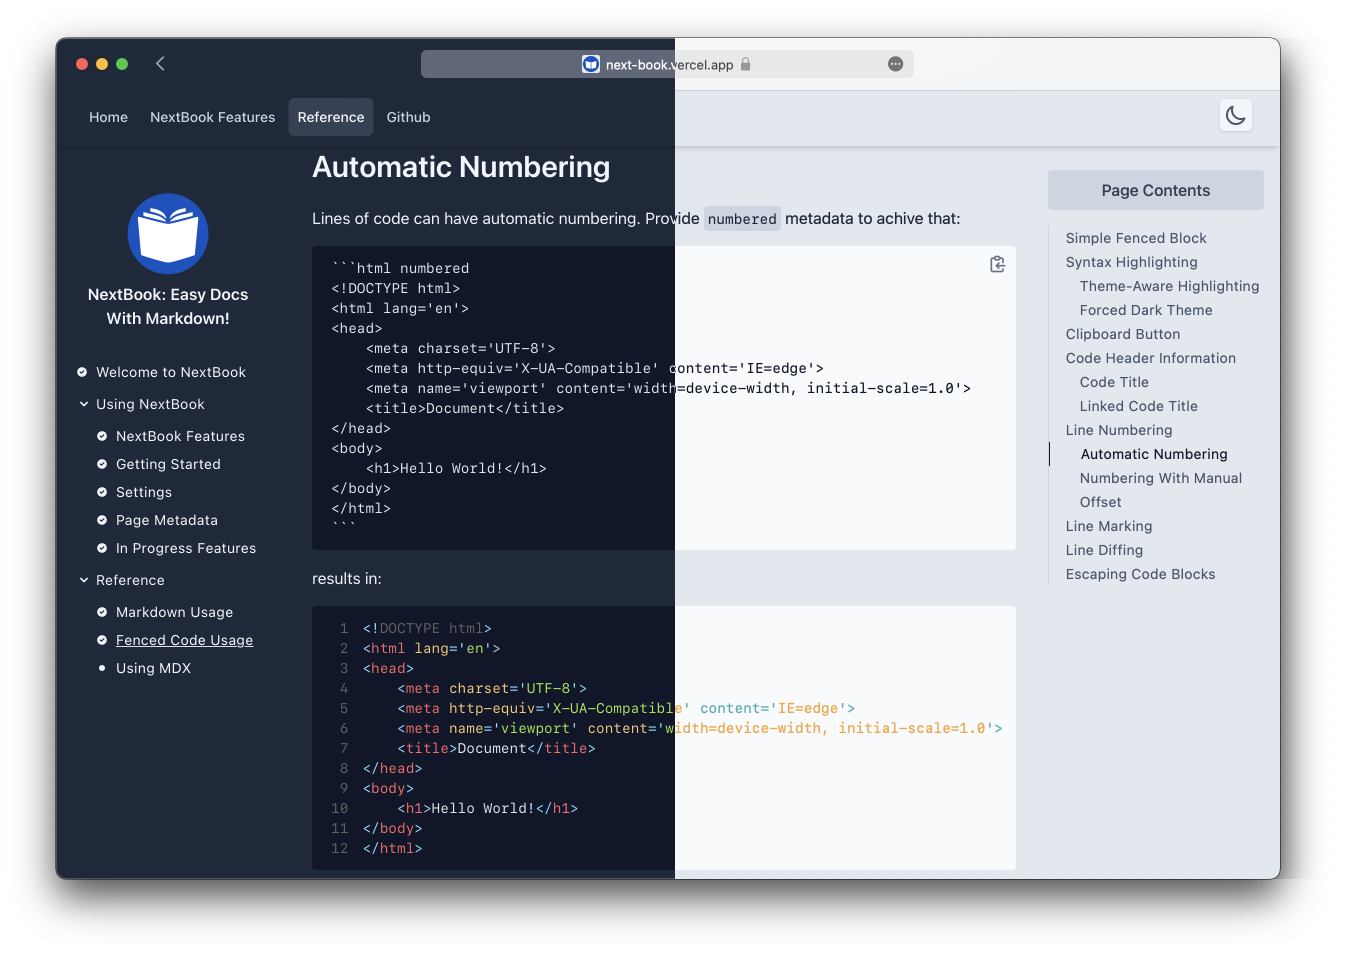 next-book.vercel.app
Home NextBook Features Reference Github
NextBook: Easy Docs
With Markdown!
Welcome to NextBook
Using NextBook
NextBook Features
Getting Started
Settings
Page Metadata
In Progress Features
Reference
Markdown Usage
Fenced Code Usage
Using MDX
Automatic Numbering
Lines of code can have automatic numbering. Provide numbered metadata to achive that:
```html numbered
<!DOCTYPE html>
<html lang='en'>
<head>
    <meta charset='UTF-8'>
    <meta http-equiv='X-UA-Compatible' content='IE=edge'>
    <meta name='viewport' content='width=device-width, initial-scale=1.0'>
    <title>Document</title>
</head>
<body>
    <h1>Hello World!</h1>
</body>
</html>
```
results in:
1 <!DOCTYPE html>
2 <html lang='en'>
3 <head>
4     <meta charset='UTF-8'>
5     <meta http-equiv='X-UA-Compatible' content='IE=edge'>
6     <meta name='viewport' content='width=device-width, initial-scale=1.0'>
7     <title>Document</title>
8 </head>
9 <body>
10     <h1>Hello World!</h1>
11 </body>
12 </html>
Page Contents
Simple Fenced Block
Syntax Highlighting
Theme-Aware Highlighting
Forced Dark Theme
Clipboard Button
Code Header Information
Code Title
Linked Code Title
Line Numbering
Automatic Numbering
Numbering With Manual
Offset
Line Marking
Line Diffing
Escaping Code Blocks